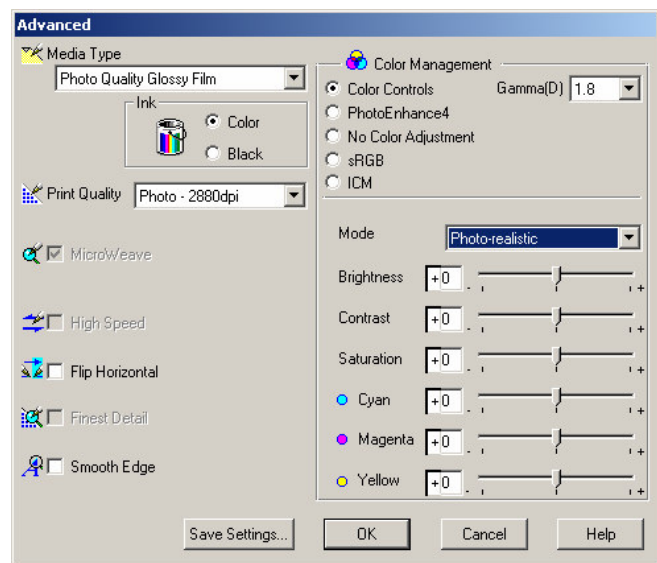 Advanced
Media Type
Photo Quality Glossy Film
Ink
Color
Black
Print Quality Photo - 2880dpi
MicroWeave
High Speed
Flip Horizontal
Finest Detail
Smooth Edge
Color Management
Color Controls Gamma(D) 1.8
PhotoEnhance4
No Color Adjustment
sRGB
ICM
Mode Photo-realistic
Brightness +0 - +
Contrast +0 - +
Saturation +0 - +
Cyan +0 - +
Magenta +0 - +
Yellow +0 - +
Save Settings... OK Cancel Help